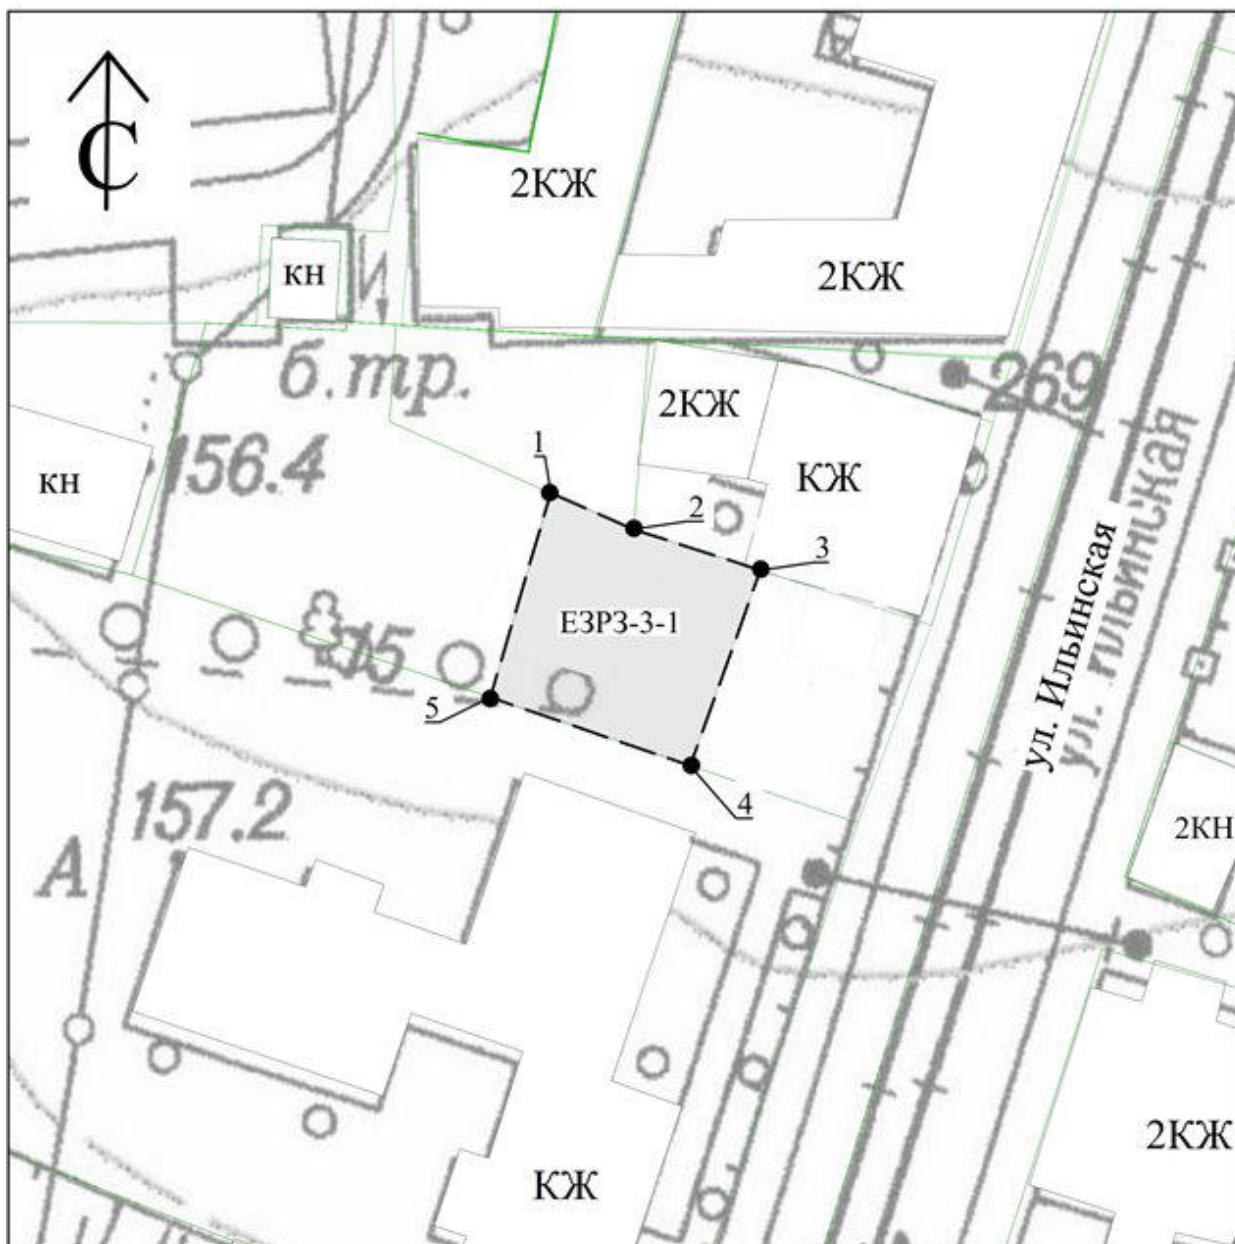 С
2КЖ
2КЖ
кн
И
б.тр.
269
2КЖ
156.4
кн
КЖ
1
2
3
ЕЗРЗ-3-1
ул. Ильинская
ул. Ильинская
5
4
157.2
А
2КН
2КЖ
КЖ